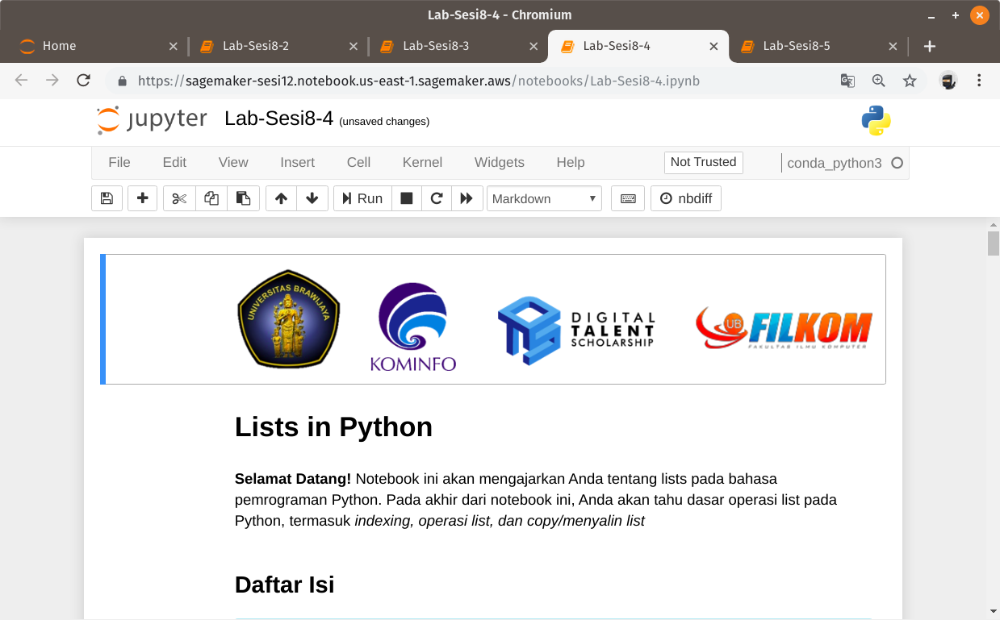 Lab-Sesi8-4 - Chromium
Home
Lab-Sesi8-2
Lab-Sesi8-3
Lab-Sesi8-4
Lab-Sesi8-5
https://sagemaker-sesi12.notebook.us-east-1.sagemaker.aws/notebooks/Lab-Sesi8-4.ipynb
jupyter Lab-Sesi8-4 (unsaved changes)
File Edit View Insert Cell Kernel Widgets Help Not Trusted conda_python3
Run Markdown nbdiff
UNIVERSITAS BRAWIJAYA
KOMINFO
DIGITAL
TALENT
SCHOLARSHIP
UB
FILKOM
FAKULTAS ILMU KOMPUTER
Lists in Python
Selamat Datang! Notebook ini akan mengajarkan Anda tentang lists pada bahasa
pemrograman Python. Pada akhir dari notebook ini, Anda akan tahu dasar operasi list pada
Python, termasuk indexing, operasi list, dan copy/menyalin list
Daftar Isi